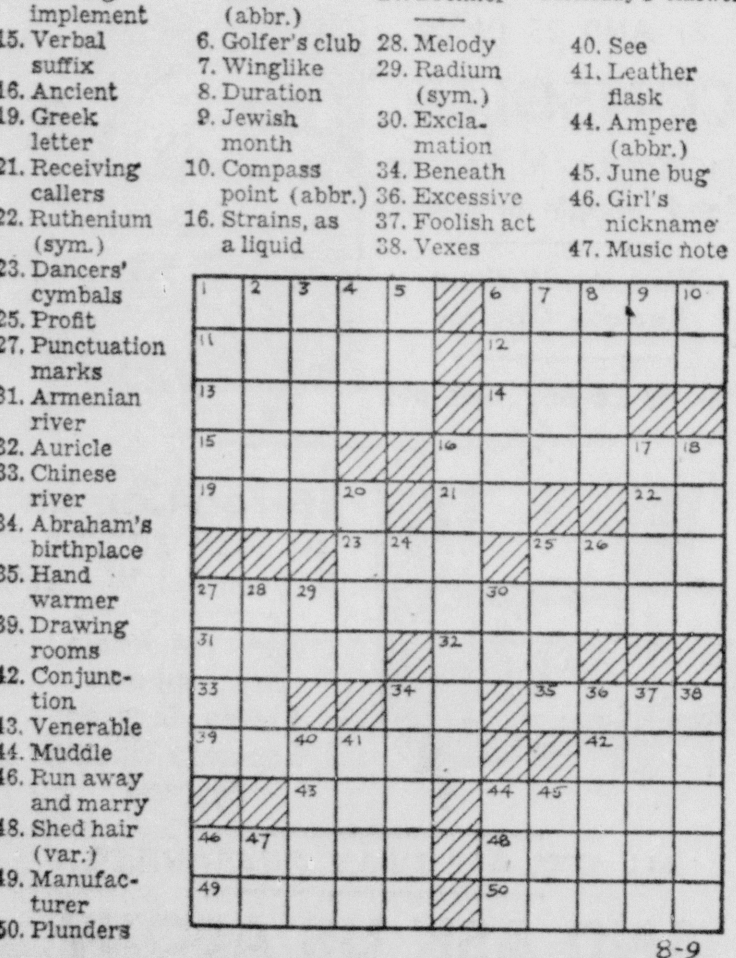 implement
15. Verbal
suffix
16. Ancient
19. Greek
letter
21. Receiving
callers
22. Ruthenium
(sym.)
23. Dancers'
cymbals
25. Profit
27. Punctuation
marks
31. Armenian
river
32. Auricle
33. Chinese
river
34. Abraham's
birthplace
35. Hand
warmer
39. Drawing
rooms
42. Conjunc-
tion
43. Venerable
44. Muddle
46. Run away
and marry
48. Shed hair
(var.)
49. Manufac-
turer
50. Plunders
(abbr.)
6. Golfer's club
7. Winglike
8. Duration
9. Jewish
month
10. Compass
point (abbr.)
16. Strains, as
a liquid
28. Melody
29. Radium
(sym.)
30. Excla-
mation
34. Beneath
36. Excessive
37. Foolish act
38. Vexes
40. See
41. Leather
flask
44. Ampere
(abbr.)
45. June bug
46. Girl's
nickname
47. Music note
1 2 3 4 5 6 7 8 9 10
11 12
13 14
15 16 17 18
19 20 21 22
23 24 25 26
27 28 29 30
31 32
33 34 35 36 37 38
39 40 41 42
43 44 45
46 47 48
49 50
8-9